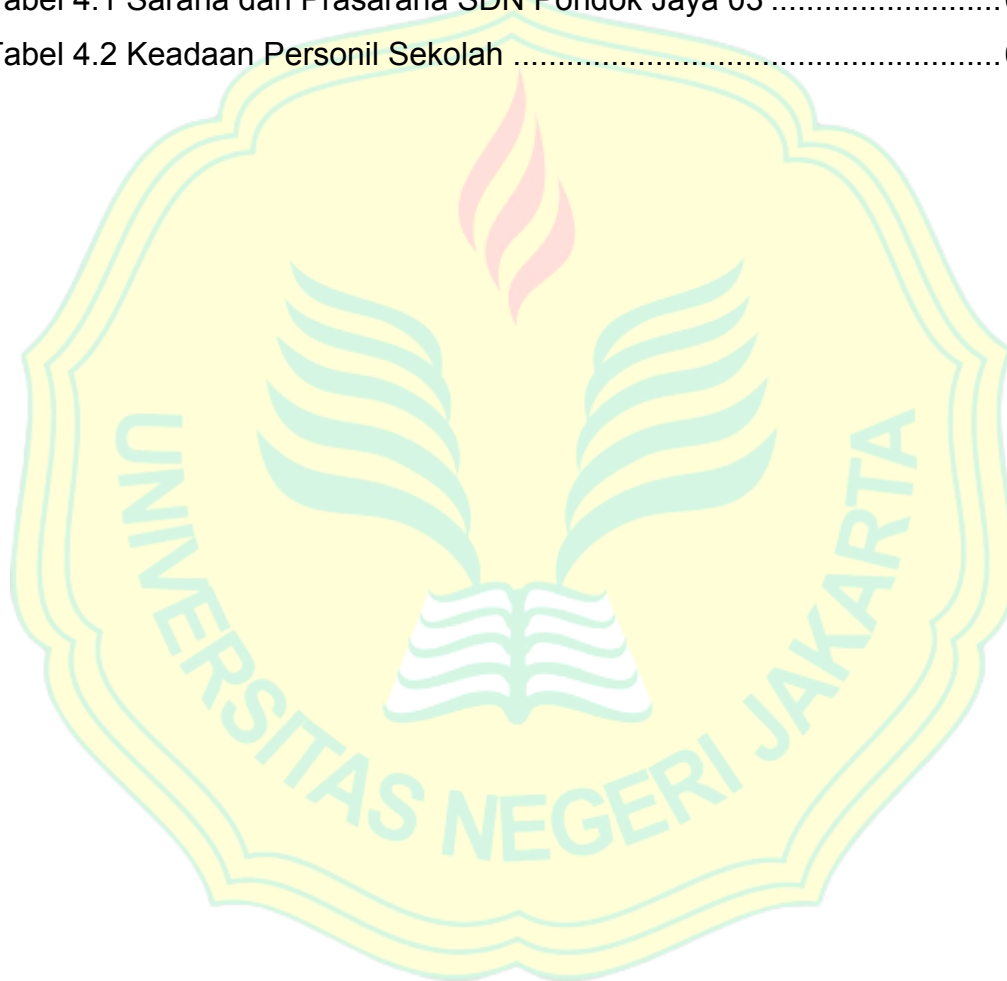 Tabel 4.1 Sarana dan Prasarana SDN Pondok Jaya 03 ...........................
Tabel 4.2 Keadaan Personil Sekolah .........................................................
UNIVERSITAS NEGERI JAKARTA